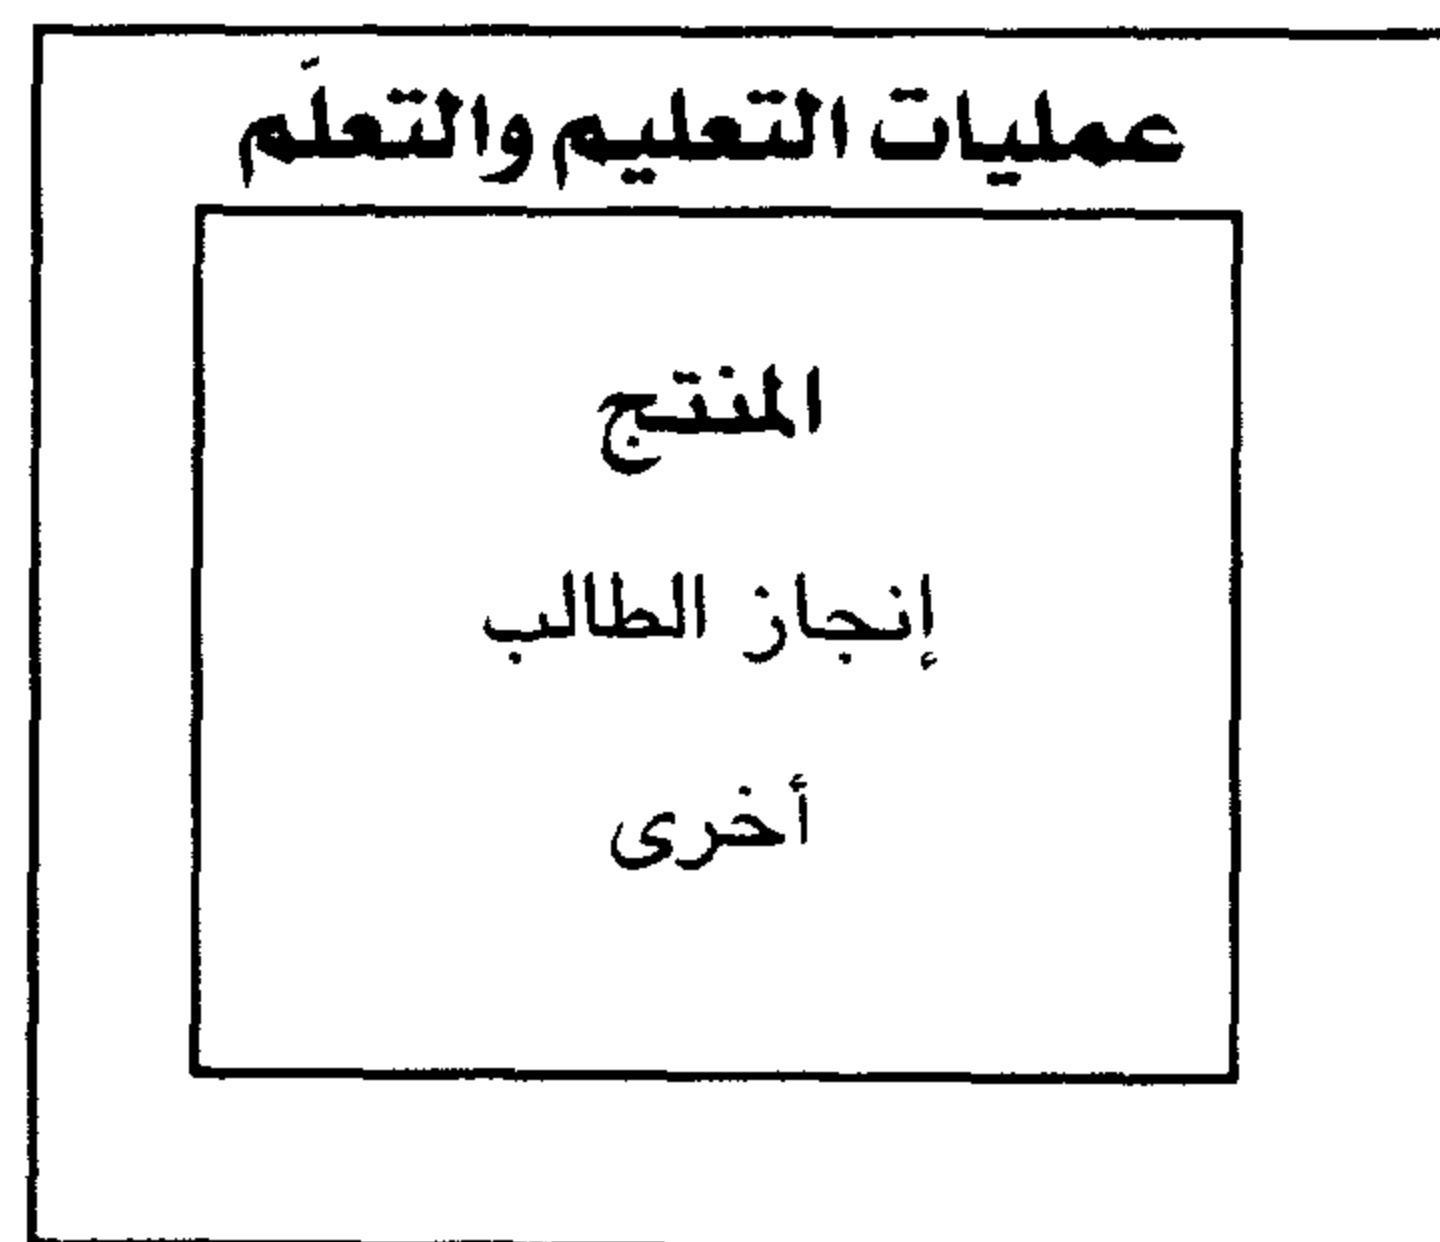 عمليات التعليم والتعلَم
المنتج
إنجاز الطالب
أخرى